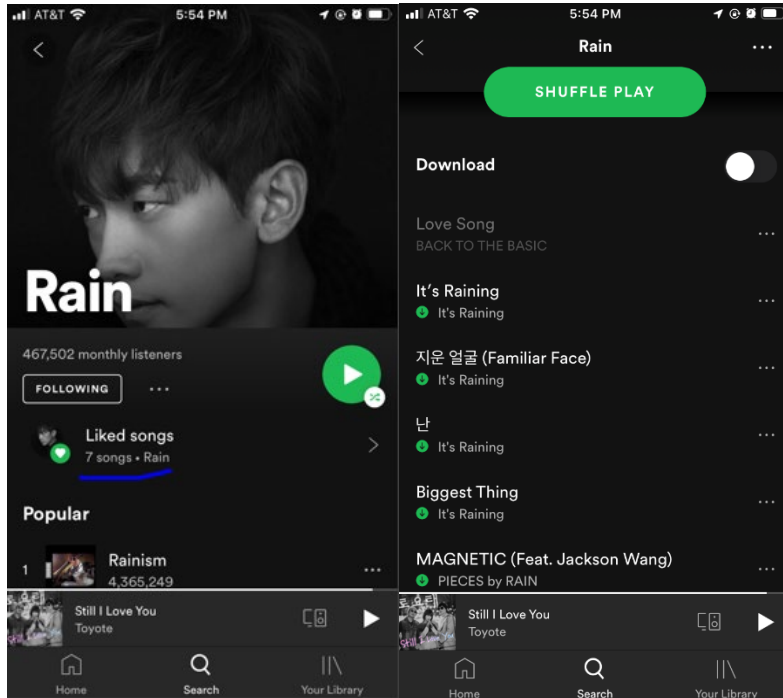 AT&T 5:54 PM
Rain
467,502 monthly listeners
FOLLOWING
Liked songs
7 songs • Rain
Popular
1 Rainism
4,365,249
Still I Love You
Toyote
Home Search Your Library
AT&T 5:54 PM
Rain
SHUFFLE PLAY
Download
Love Song
BACK TO THE BASIC
It's Raining
It's Raining
지운 얼굴 (Familiar Face)
It's Raining
난
It's Raining
Biggest Thing
It's Raining
MAGNETIC (Feat. Jackson Wang)
PIECES by RAIN
Still I Love You
Toyote
Home Search Your Library